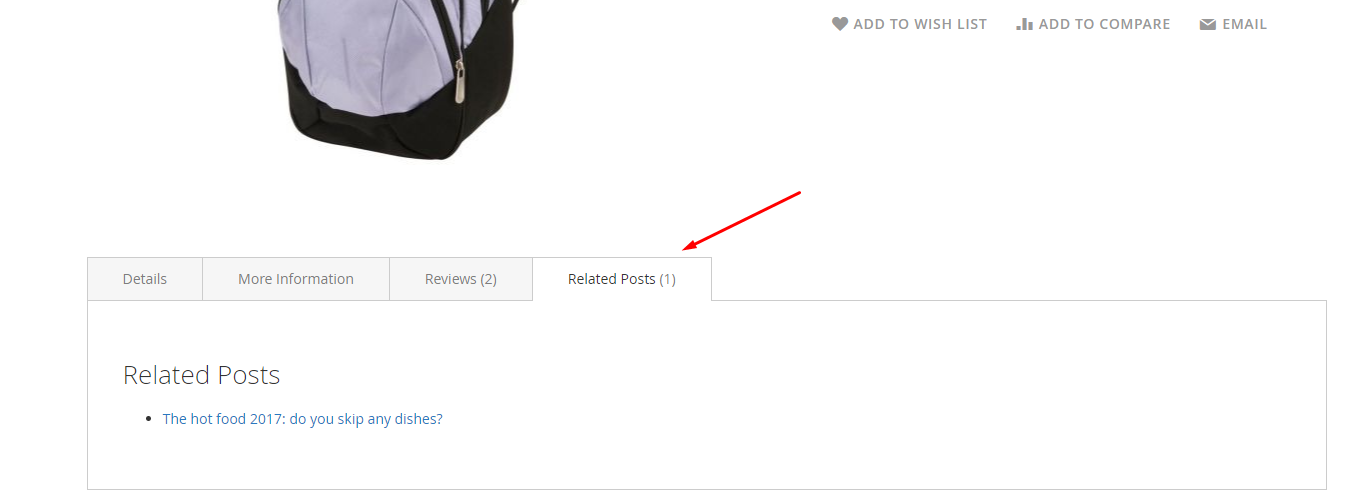 ADD TO WISH LIST ADD TO COMPARE EMAIL
Details More Information Reviews (2) Related Posts (1)
Related Posts
The hot food 2017: do you skip any dishes?